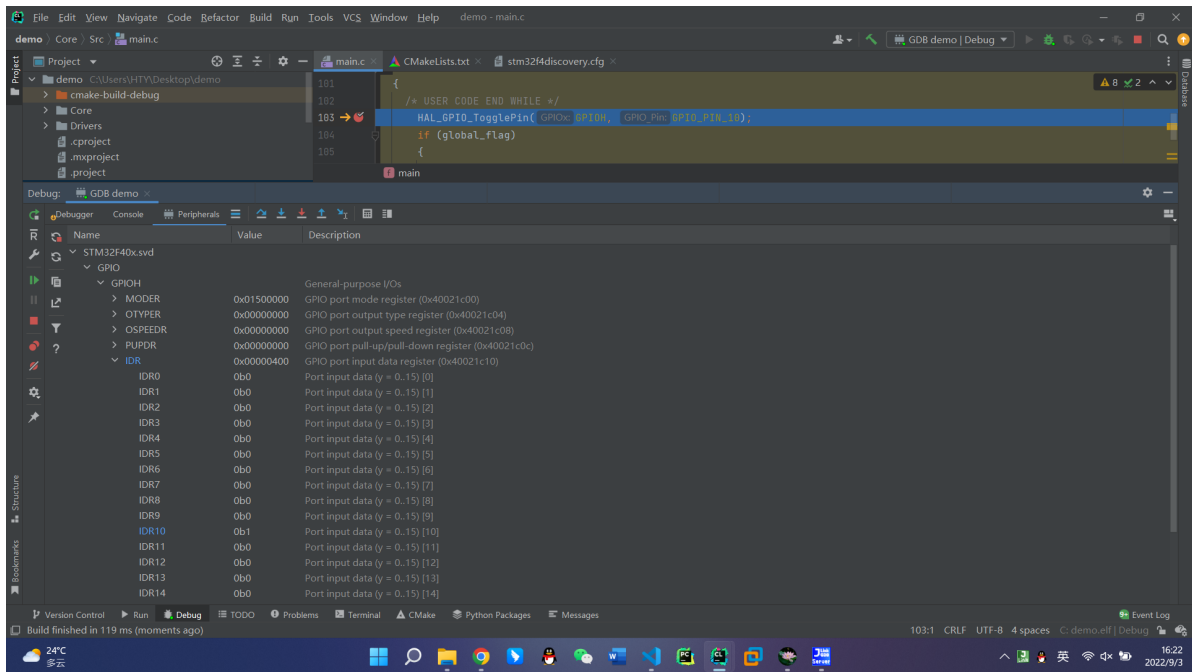 File Edit View Navigate Code Refactor Build Run Tools VCS Window Help demo - main.c
demo Core Src main.c GDB demo | Debug
Project main.c CMakeLists.txt stm32f4discovery.cfg
Project
Database
demo C:\Users\HTY\Desktop\demo
cmake-build-debug
Core
Drivers
.cproject
.mxproject
.project
101 {
102 /* USER CODE END WHILE */
103 HAL_GPIO_TogglePin( GPIOx: GPIOH, GPIO_Pin: GPIO_PIN_10);
104 if (global_flag)
105 {
8 2
main
Debug: GDB demo
Debugger Console Peripherals
Name Value Description
STM32F40x.svd
GPIO
GPIOH General-purpose I/Os
MODER 0x01500000 GPIO port mode register (0x40021c00)
OTYPER 0x00000000 GPIO port output type register (0x40021c04)
OSPEEDR 0x00000000 GPIO port output speed register (0x40021c08)
PUPDR 0x00000000 GPIO port pull-up/pull-down register (0x40021c0c)
IDR 0x00000400 GPIO port input data register (0x40021c10)
IDR0 0b0 Port input data (y = 0..15) [0]
IDR1 0b0 Port input data (y = 0..15) [1]
IDR2 0b0 Port input data (y = 0..15) [2]
IDR3 0b0 Port input data (y = 0..15) [3]
IDR4 0b0 Port input data (y = 0..15) [4]
IDR5 0b0 Port input data (y = 0..15) [5]
IDR6 0b0 Port input data (y = 0..15) [6]
IDR7 0b0 Port input data (y = 0..15) [7]
IDR8 0b0 Port input data (y = 0..15) [8]
IDR9 0b0 Port input data (y = 0..15) [9]
IDR10 0b1 Port input data (y = 0..15) [10]
IDR11 0b0 Port input data (y = 0..15) [11]
IDR12 0b0 Port input data (y = 0..15) [12]
IDR13 0b0 Port input data (y = 0..15) [13]
IDR14 0b0 Port input data (y = 0..15) [14]
Structure
Bookmarks
Version Control Run Debug TODO Problems Terminal CMake Python Packages Messages Event Log
Build finished in 119 ms (moments ago) 103:1 CRLF UTF-8 4 spaces C: demo.elf | Debug
24°C
多云
英
16:22
2022/9/3